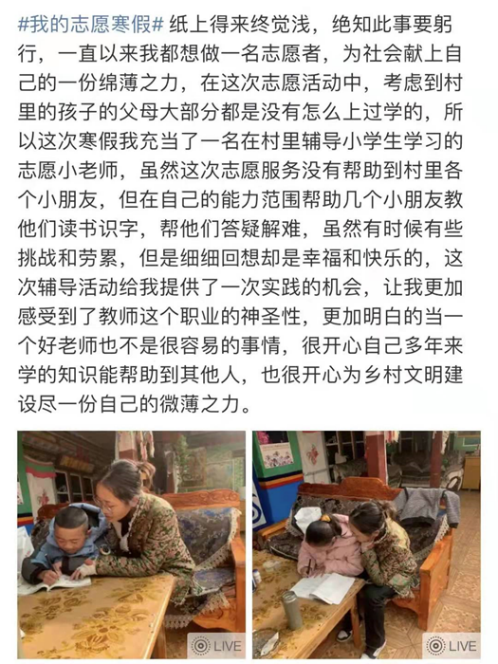 #我的志愿寒假# 纸上得来终觉浅，绝知此事要躬
行，一直以来我都想做一名志愿者，为社会献上自
己的一份绵薄之力，在这次志愿活动中，考虑到村
里的孩子的父母大部分都是没有怎么上过学的，所
以这次寒假我充当了一名在村里辅导小学生学习的
志愿小老师，虽然这次志愿服务没有帮助到村里各
个小朋友，但在自己的能力范围帮助几个小朋友教
他们读书识字，帮他们答疑解难，虽然有时候有些
挑战和劳累，但是细细回想却是幸福和快乐的，这
次辅导活动给我提供了一次实践的机会，让我更加
感受到了教师这个职业的神圣性，更加明白的当一
个好老师也不是很容易的事情，很开心自己多年来
学的知识能帮助到其他人，也很开心为乡村文明建
设尽一份自己的微薄之力。
LIVE
LIVE